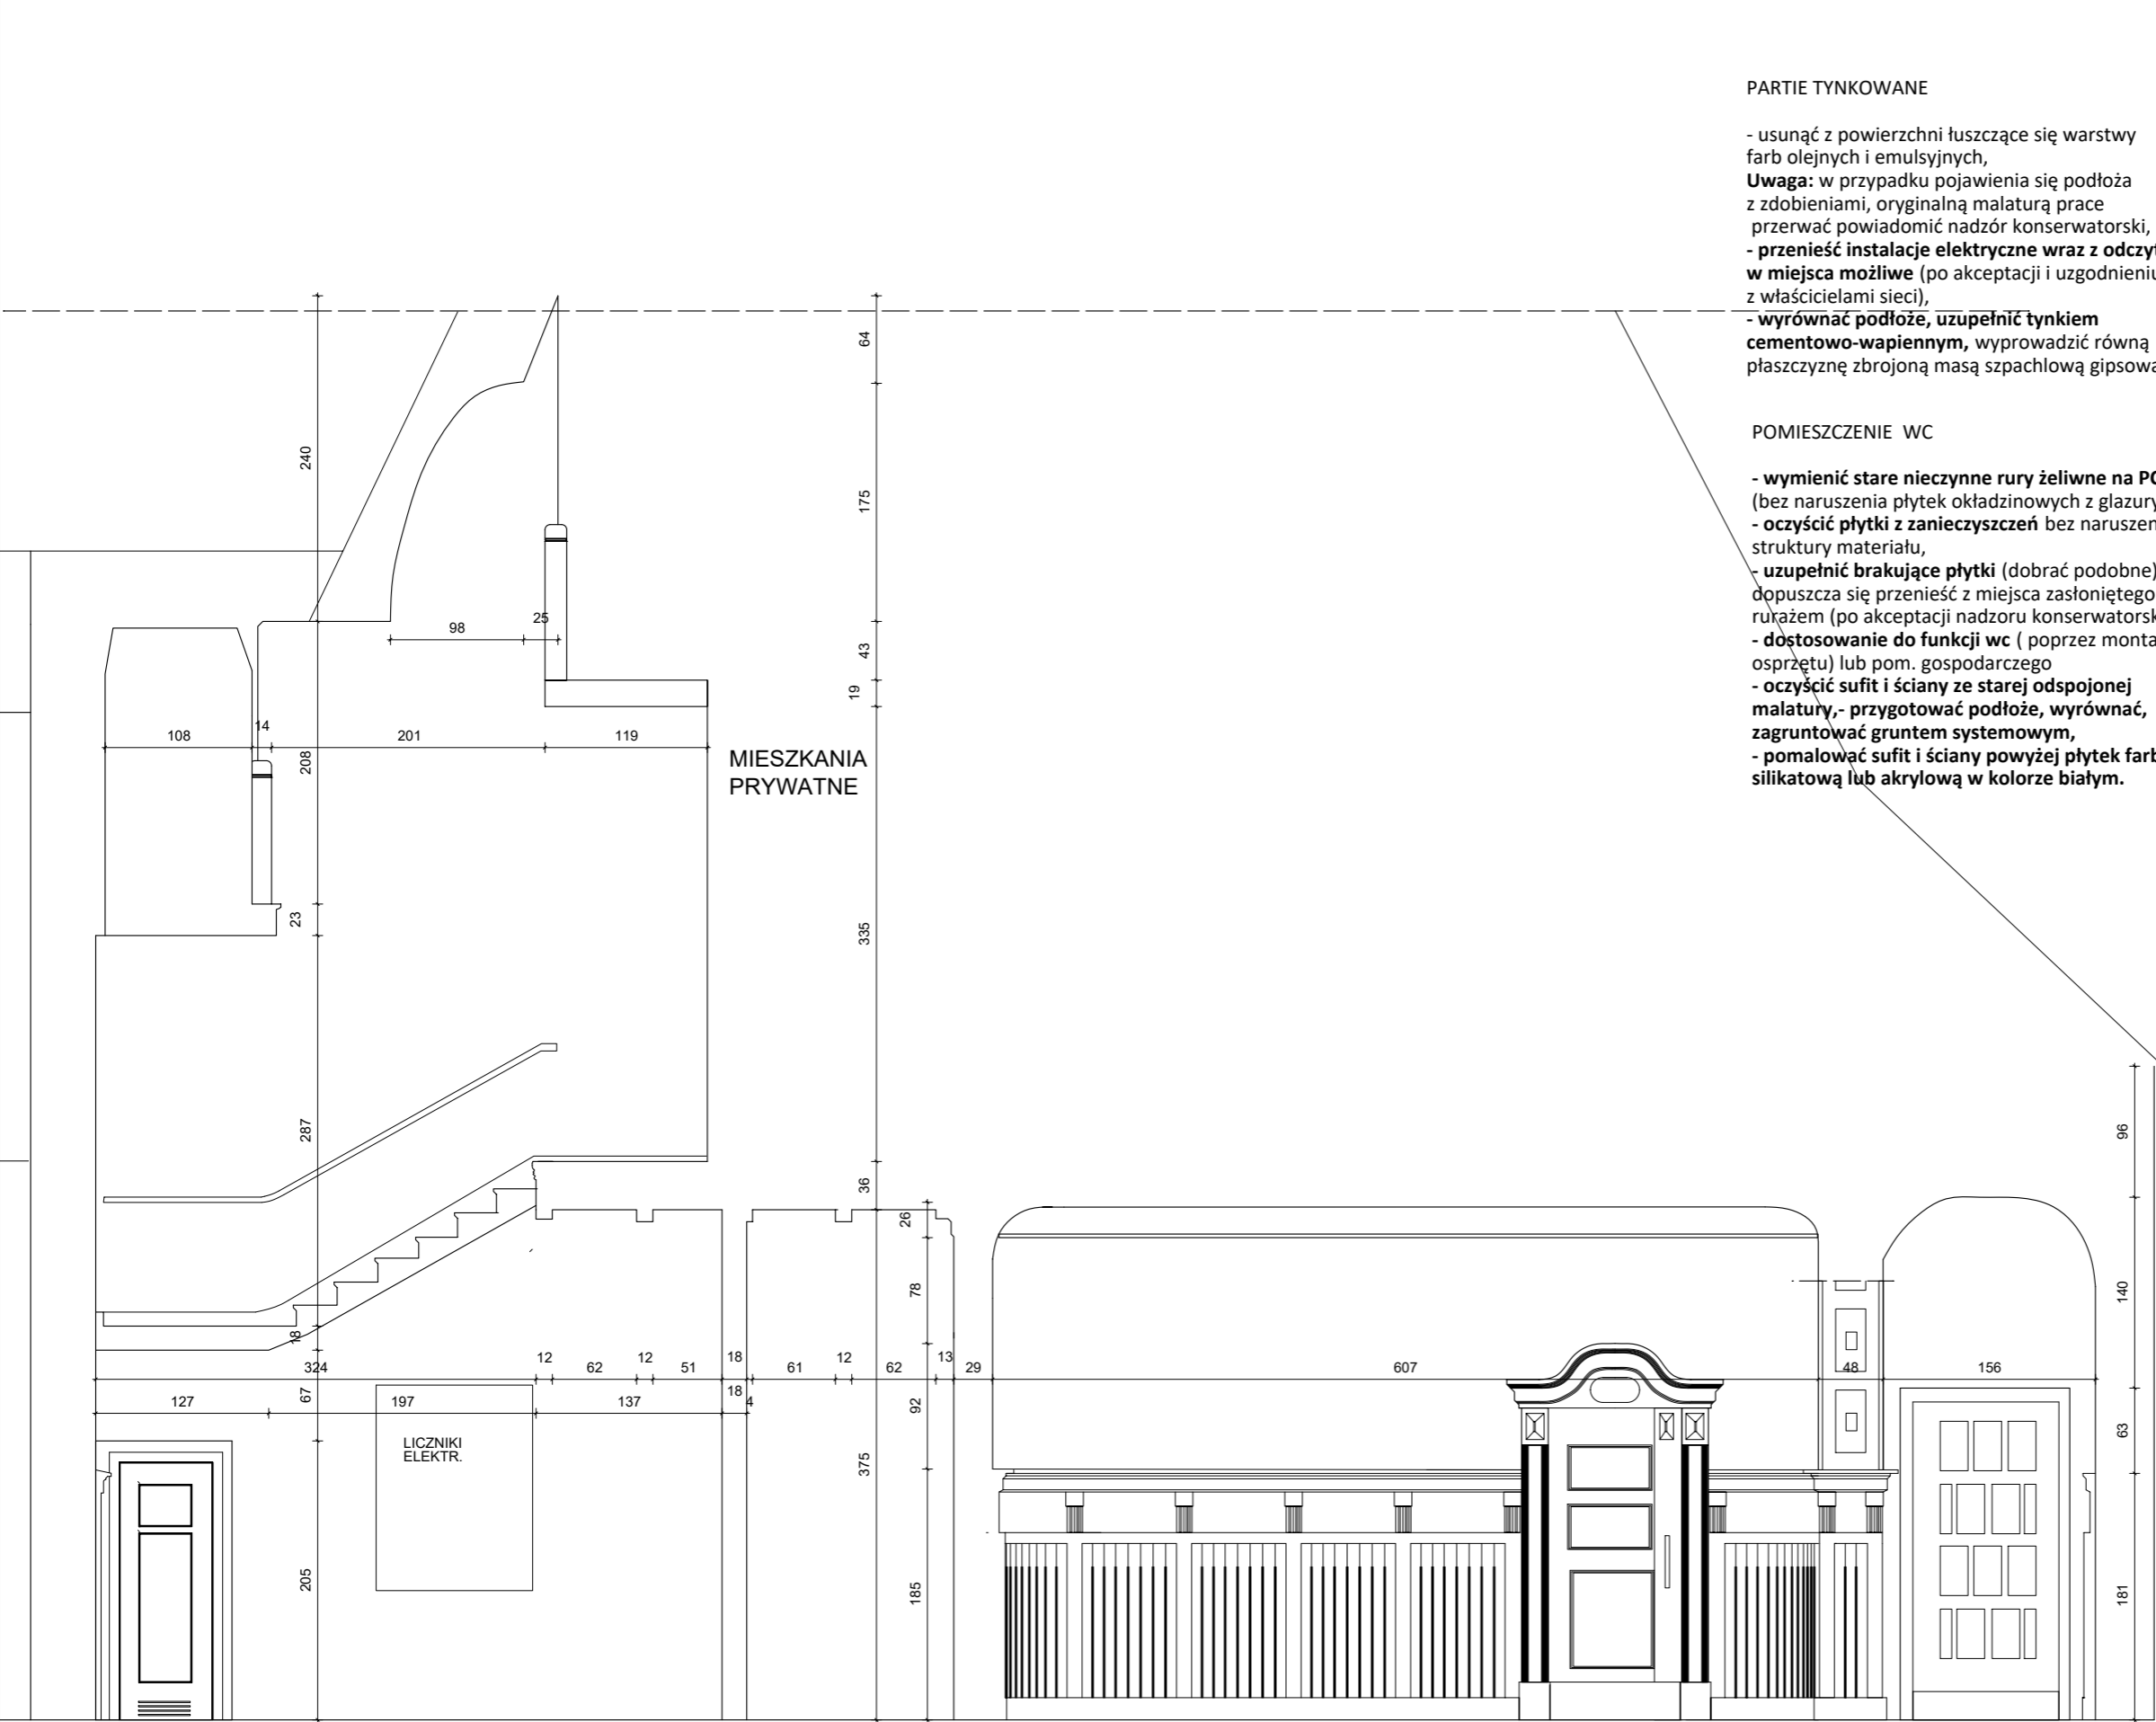 PARTIE TYNKOWANE
- usunąć z powierzchni łuszczące się warstwy
farb olejnych i emulsyjnych,
Uwaga: w przypadku pojawienia się podłoża
z zdobieniami, oryginalną malaturą prace
przerwać powiadomić nadzór konserwatorski,
- przenieść instalacje elektryczne wraz z
w miejsca możliwe (po akceptacji i uzgodnieniu
z właścicielami sieci),
- wyrównać podłoże, uzupełnić tynkiem
cementowo-wapiennym, wyprowadzić równą
płaszczyznę zbrojoną masą szpachlową
POMIESZCZENIE WC
- wymienić stare nieczynne rury żeliwne na
(bez naruszenia płytek okładzinowych z glazury
- oczyścić płytki z zanieczyszczeń bez
struktury materiału,
- uzupełnić brakujące płytki (dobrać podobne)
dopuszcza się przenieść z miejsca zasłoniętego
rurażem (po akceptacji nadzoru
- dostosowanie do funkcji wc ( poprzez
osprzętu) lub pom. gospodarczego
- oczyścić sufit i ściany ze starej odspojonej
malatury,- przygotować podłoże, wyrównać,
zagruntować gruntem systemowym,
- pomalować sufit i ściany powyżej płytek
silikatową lub akrylową w kolorze białym.
64
240
175
98
25
43
19
108
14
201
119
208
MIESZKANIA
PRYWATNE
23
335
287
96
36
26
78
140
18
324
12
62
12
51
18
61
12
62
13
29
607
48
156
127
67
197
137
18
4
92
63
LICZNIKI
ELEKTR.
375
205
185
181